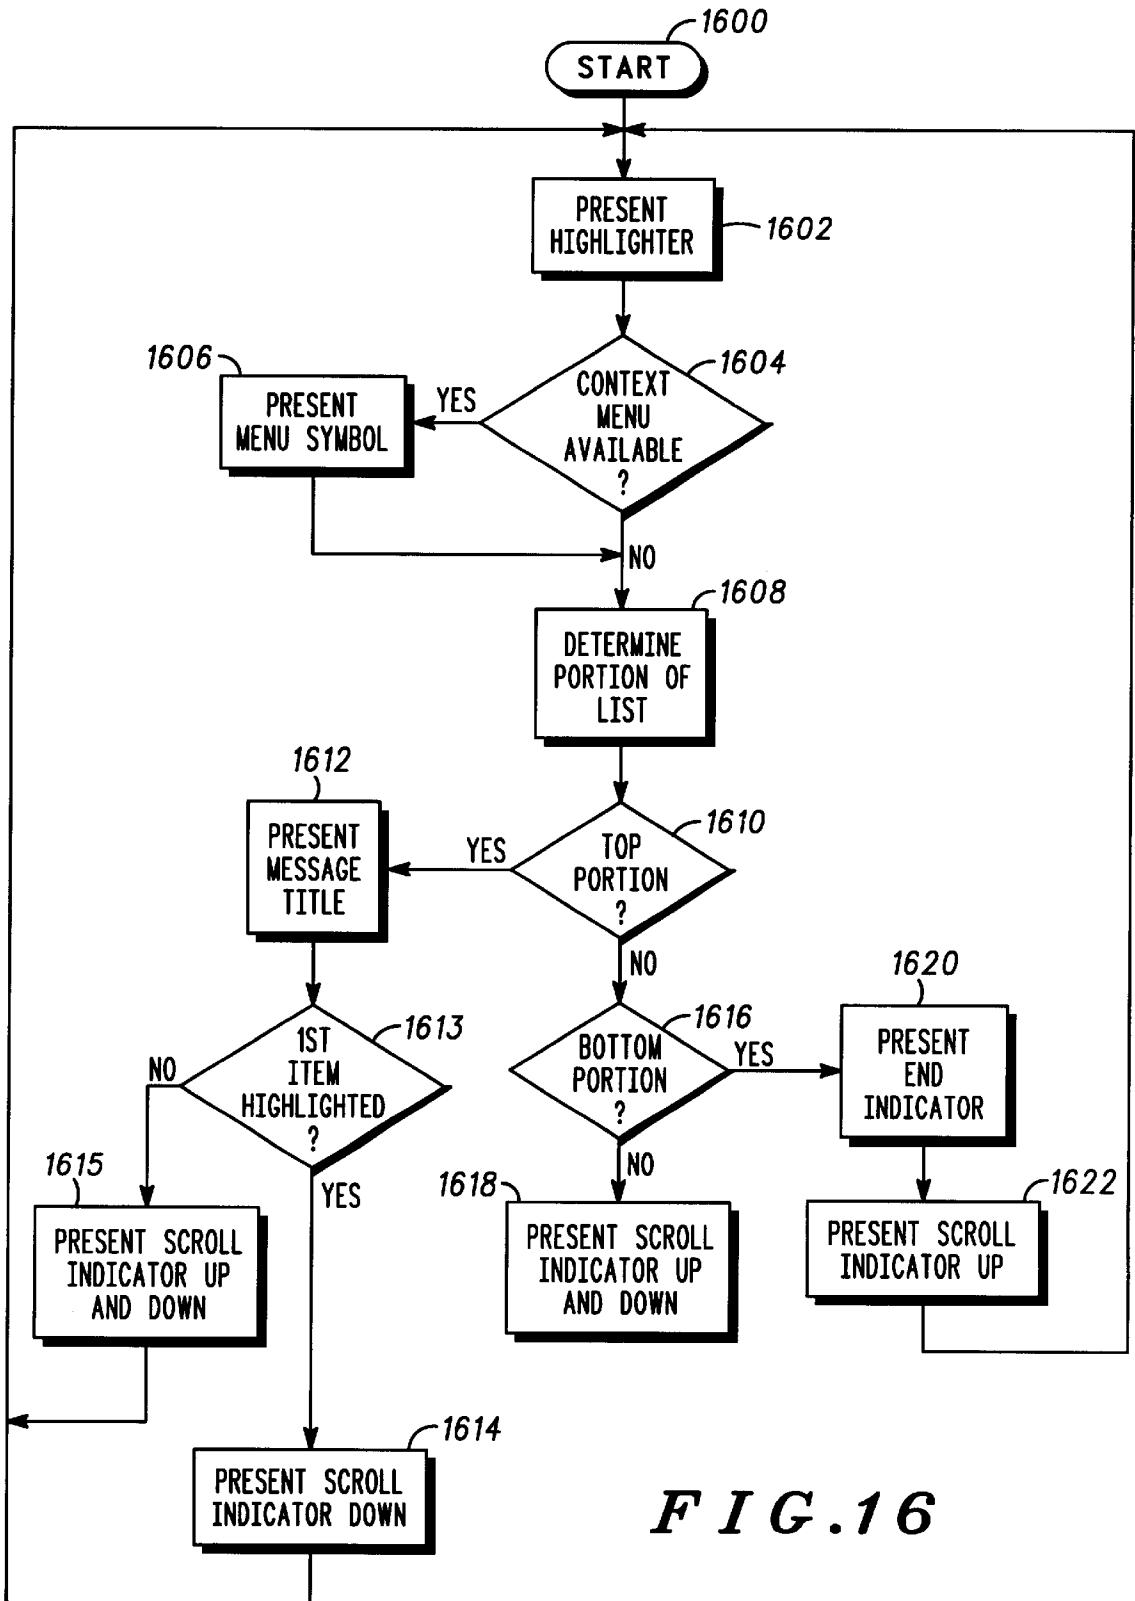 1600
START
PRESENT
HIGHLIGHTER
1602
1604
CONTEXT
MENU
AVAILABLE
?
YES
1606
PRESENT
MENU SYMBOL
NO
1608
DETERMINE
PORTION OF
LIST
1610
TOP
PORTION
?
YES
1612
PRESENT
MESSAGE
TITLE
NO
1613
1ST
ITEM
HIGHLIGHTED
?
NO
YES
1616
BOTTOM
PORTION
?
YES
NO
1620
PRESENT
END
INDICATOR
1615
PRESENT SCROLL
INDICATOR UP
AND DOWN
1618
PRESENT SCROLL
INDICATOR UP
AND DOWN
1622
PRESENT SCROLL
INDICATOR UP
1614
PRESENT SCROLL
INDICATOR DOWN
FIG.16